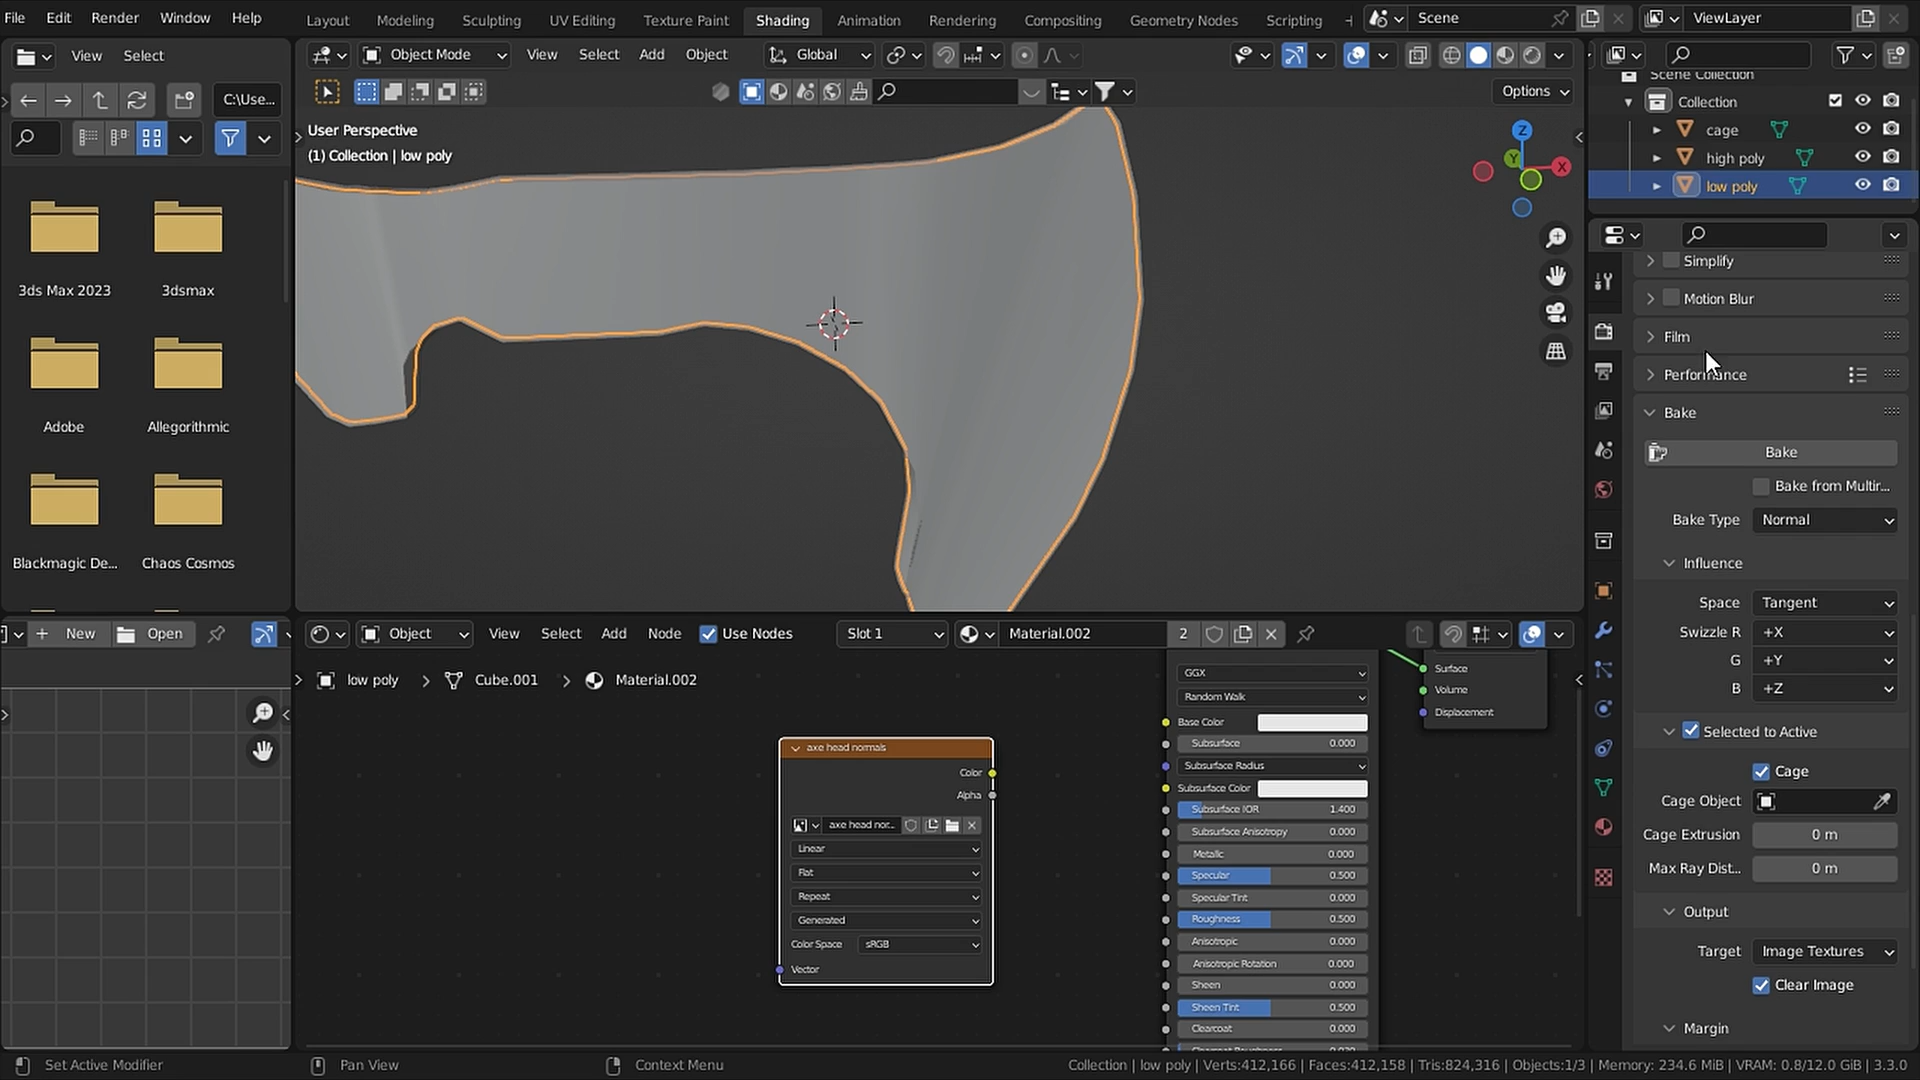 File Edit Render Window Help
Layout Modeling Sculpting UV Editing Texture Paint Shading Animation Rendering Compositing Geometry Nodes Scripting
Scene
ViewLayer
View Select
Object Mode View Select Add Object Global
C:\Use...
Options
User Perspective
(1) Collection | low poly
Z
Y
X
Scene Collection
Collection
cage
high poly
low poly
3ds Max 2023
3dsmax
Adobe
Allegorithmic
Blackmagic De...
Chaos Cosmos
Simplify
Motion Blur
Film
Performance
Bake
Bake
Bake from Multir...
Bake Type Normal
Influence
Space Tangent
Swizzle R +X
G +Y
B +Z
Selected to Active
Cage
Cage Object
Cage Extrusion 0 m
Max Ray Dist... 0 m
Output
Target Image Textures
Clear Image
Margin
New Open
Object View Select Add Node Use Nodes Slot 1 Material.002 2
low poly > Cube.001 > Material.002
axe head normals
Color
Alpha
axe head nor...
Linear
Flat
Repeat
Generated
Color Space sRGB
Vector
GGX
Random Walk
Base Color
Subsurface 0.000
Subsurface Radius
Subsurface Color
Subsurface IOR 1.400
Subsurface Anisotropy 0.000
Metallic 0.000
Specular 0.500
Specular Tint 0.000
Roughness 0.500
Anisotropic 0.000
Anisotropic Rotation 0.000
Sheen 0.000
Sheen Tint 0.500
Clearcoat 0.000
Surface
Volume
Displacement
Set Active Modifier
Pan View
Context Menu
Collection | low poly | Verts:412,166 | Faces:412,158 | Tris:824,316 | Objects:1/3 | Memory: 234.6 MiB | VRAM: 0.8/12.0 GiB | 3.3.0